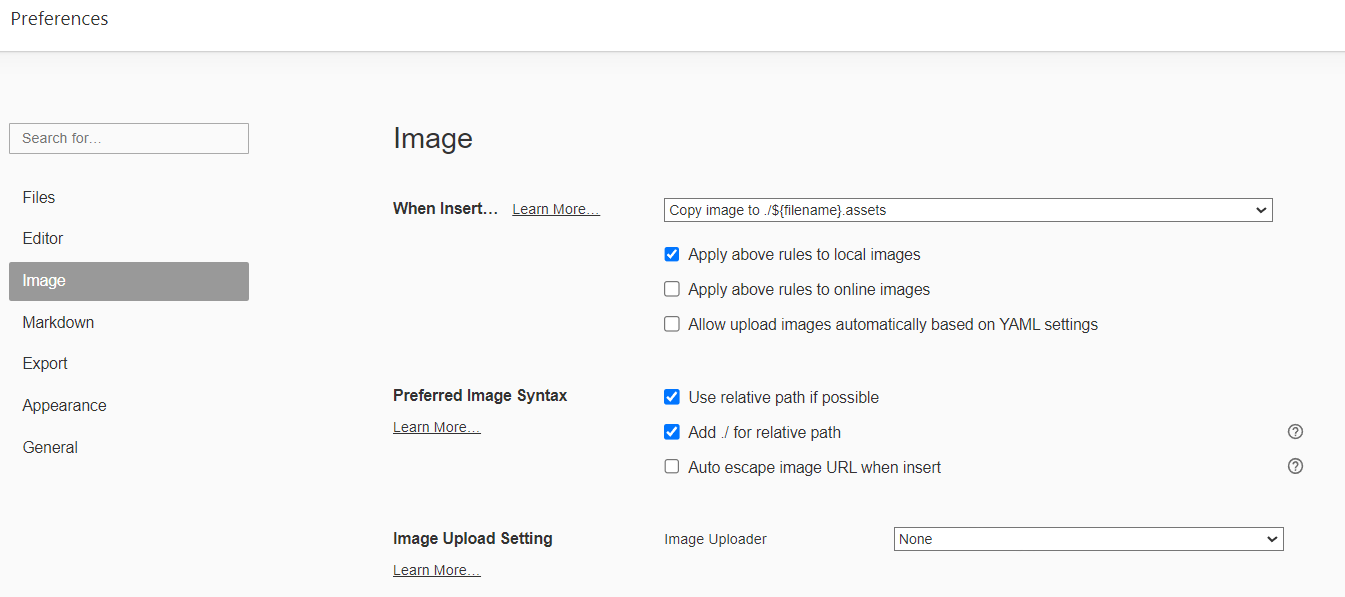 Preferences
Search for...
Files
Editor
Image
Markdown
Export
Appearance
General
Image
When Insert... Learn More... Copy image to ./${filename}.assets
Apply above rules to local images
Apply above rules to online images
Allow upload images automatically based on YAML settings
Preferred Image Syntax Use relative path if possible
Learn More... Add ./ for relative path
Auto escape image URL when insert
Image Upload Setting Image Uploader None
Learn More...